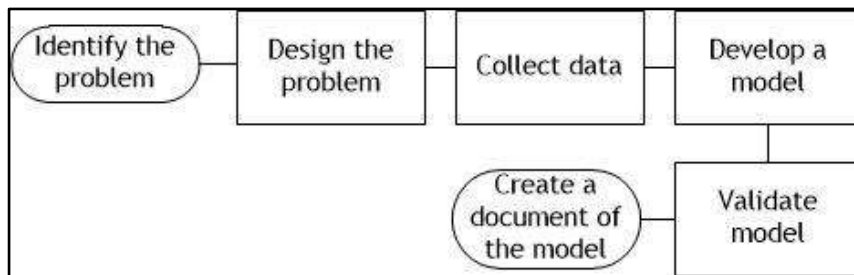 Identify the
problem
Design the
problem
Collect data
Develop a
model
Create a
document of
the model
Validate
model